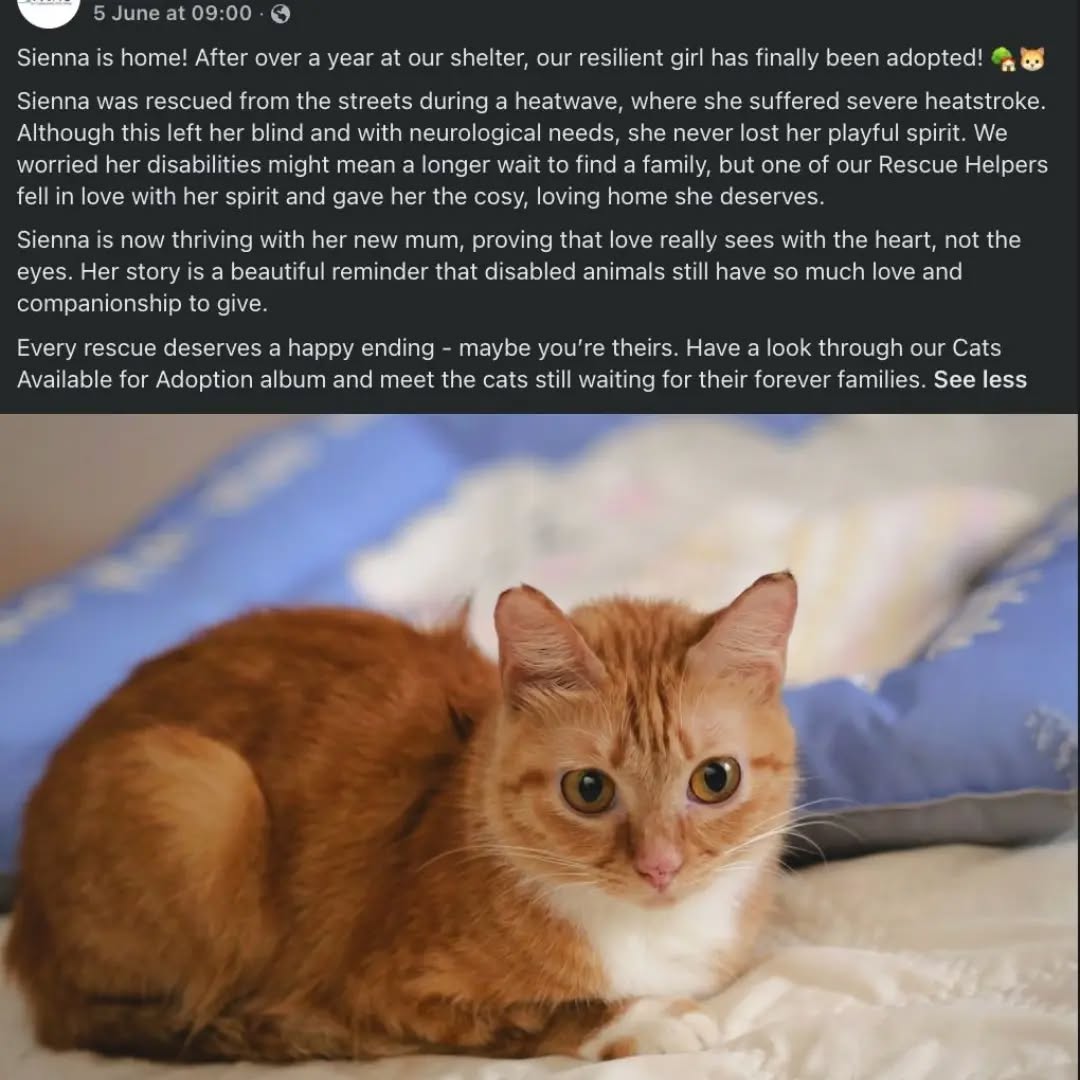 5 June at 09:00 ·
Sienna is home! After over a year at our shelter, our resilient girl has finally been adopted! 🏡🐱
Sienna was rescued from the streets during a heatwave, where she suffered severe heatstroke.
Although this left her blind and with neurological needs, she never lost her playful spirit. We
worried her disabilities might mean a longer wait to find a family, but one of our Rescue Helpers
fell in love with her spirit and gave her the cosy, loving home she deserves.
Sienna is now thriving with her new mum, proving that love really sees with the heart, not the
eyes. Her story is a beautiful reminder that disabled animals still have so much love and
companionship to give.
Every rescue deserves a happy ending - maybe you’re theirs. Have a look through our Cats
Available for Adoption album and meet the cats still waiting for their forever families. See less